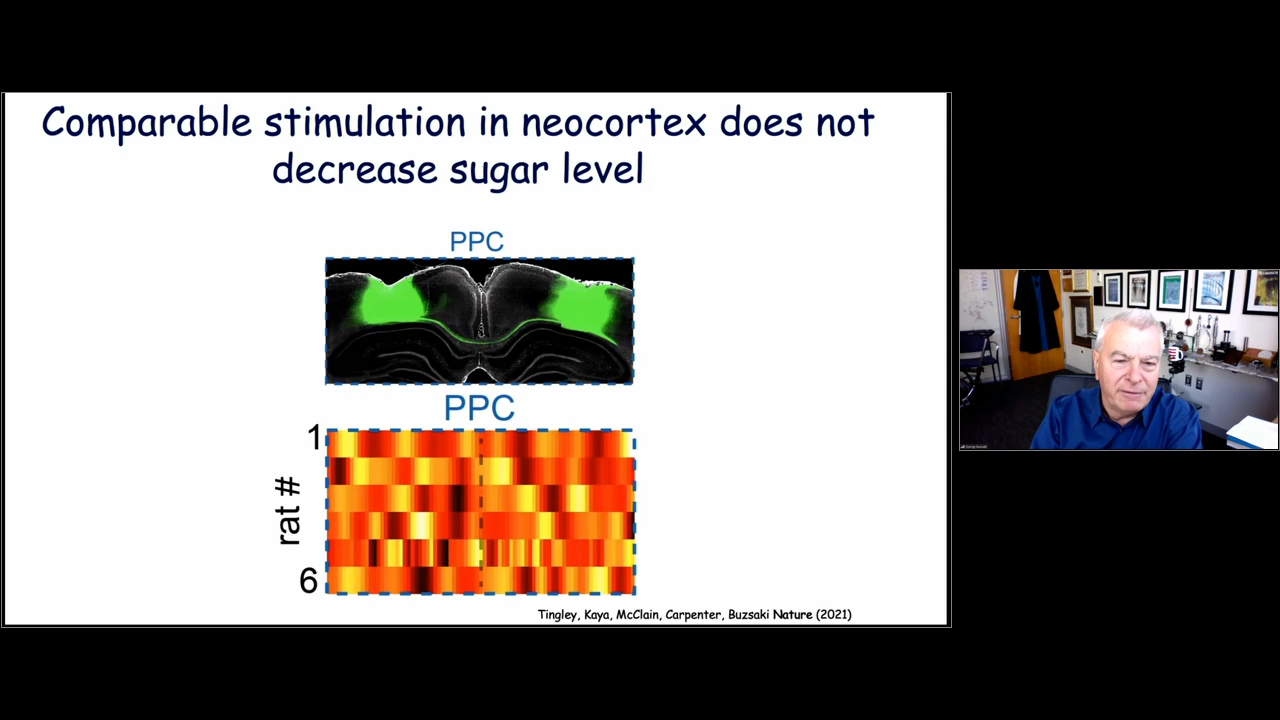 Comparable stimulation in neocortex does not
decrease sugar level
PPC
PPC
1
rat #
6
Tingley, Kaya, McClain, Carpenter, Buzsaki Nature (2021)